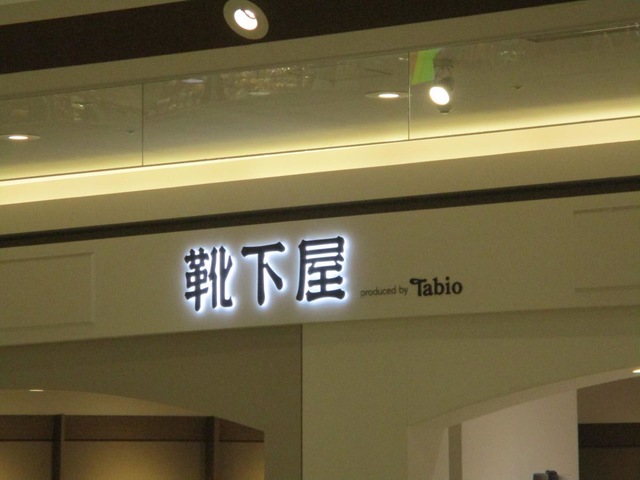 靴下屋 produced by Tabio